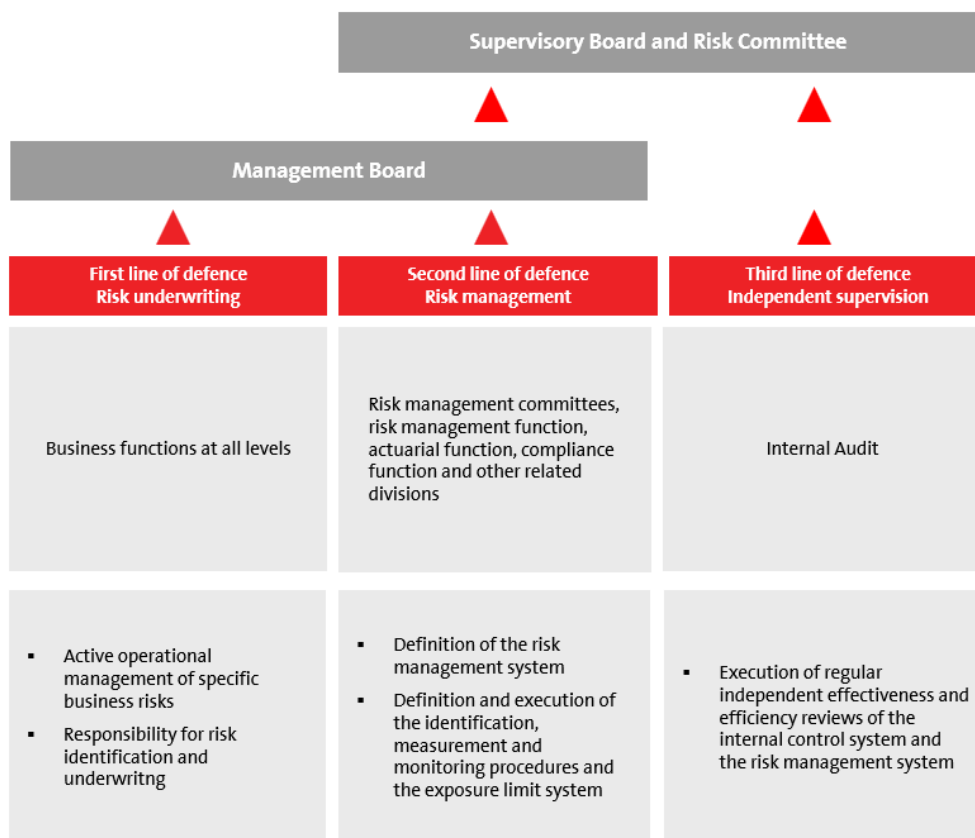 Supervisory Board and Risk Committee
Management Board
First line of defence
Risk underwriting
Second line of defence
Risk management
Third line of defence
Independent supervision
Business functions at all levels
Risk management committees,
risk management function,
actuarial function, compliance
function and other related
divisions
Internal Audit
▪ Active operational
management of specific
business risks
▪ Responsibility for risk
identification and
underwritng
▪ Definition of the risk
management system
▪ Definition and execution of
the identification,
measurement and
monitoring procedures and
the exposure limit system
▪ Execution of regular
independent effectiveness and
efficiency reviews of the
internal control system and
the risk management system